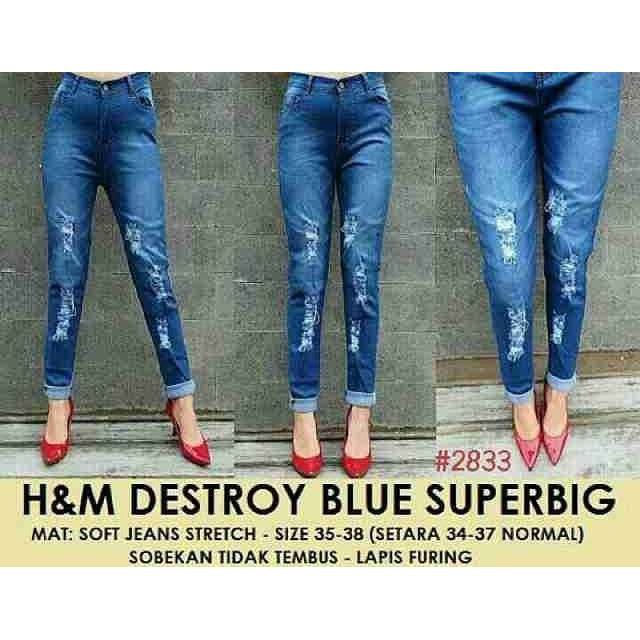 #2833
H&M DESTROY BLUE SUPERBIG
MAT: SOFT JEANS STRETCH - SIZE 35-38 (SETARA 34-37 NORMAL)
SOBEKAN TIDAK TEMBUS - LAPIS FURING